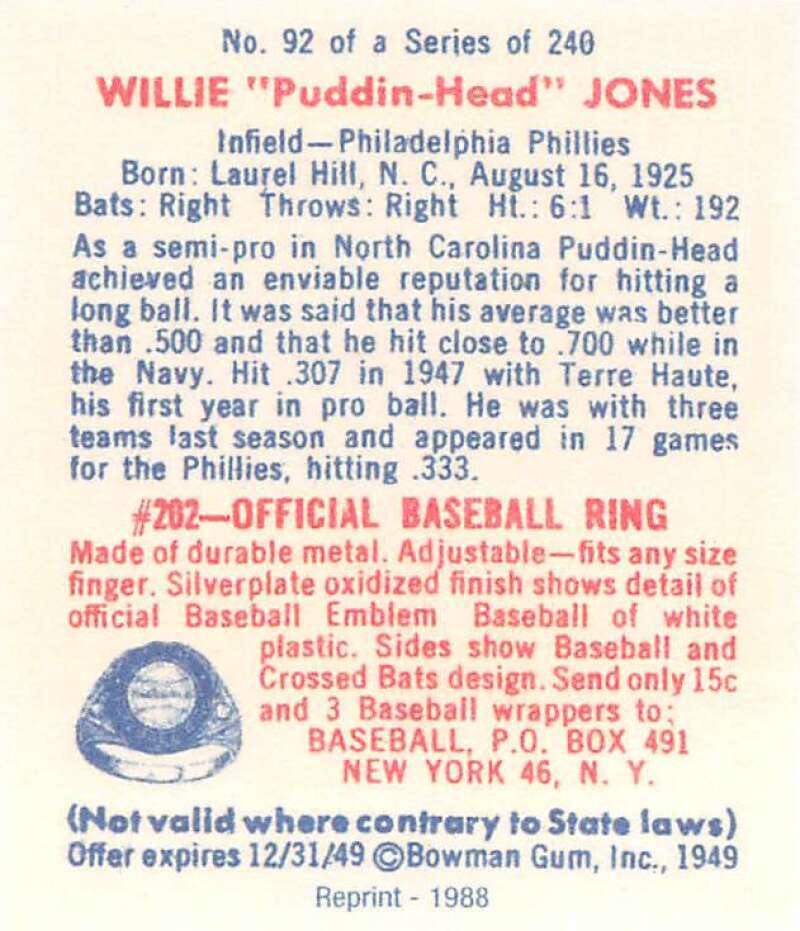 No. 92 of a Series of 240
WILLIE "Puddin-Head" JONES
Infield—Philadelphia Phillies
Born: Laurel Hill, N. C., August 16, 1925
Bats: Right Throws: Right Ht.: 6:1 Wt.: 192
As a semi-pro in North Carolina Puddin-Head
achieved an enviable reputation for hitting a
long ball. It was said that his average was better
than .500 and that he hit close to .700 while in
the Navy. Hit .307 in 1947 with Terre Haute,
his first year in pro ball. He was with three
teams last season and appeared in 17 games
for the Phillies, hitting .333.
#202—OFFICIAL BASEBALL RING
Made of durable metal. Adjustable—fits any size
finger. Silverplate oxidized finish shows detail of
official Baseball Emblem Baseball of white
plastic. Sides show Baseball and
Crossed Bats design. Send only 15c
and 3 Baseball wrappers to:
BASEBALL, P.O. BOX 491
NEW YORK 46, N. Y.
(Not valid where contrary to State laws)
Offer expires 12/31/49 ©Bowman Gum, Inc., 1949
Reprint - 1988